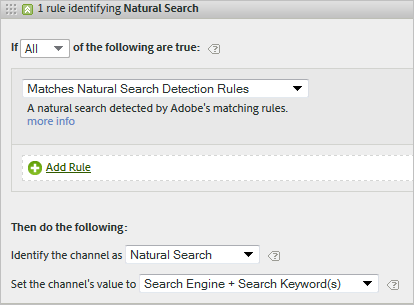 1 rule identifying Natural Search
If All of the following are true: ?
Matches Natural Search Detection Rules
A natural search detected by Adobe's matching rules.
more info
Add Rule
Then do the following:
Identify the channel as Natural Search ?
Set the channel's value to Search Engine + Search Keyword(s) ?